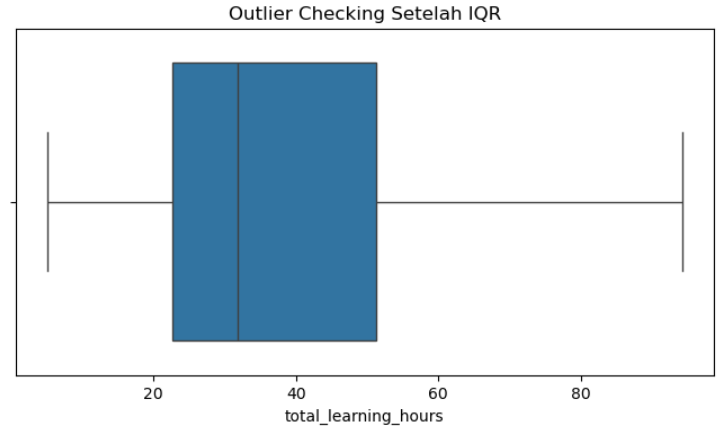 Outlier Checking Setelah IQR
20 40 60 80
total_learning_hours